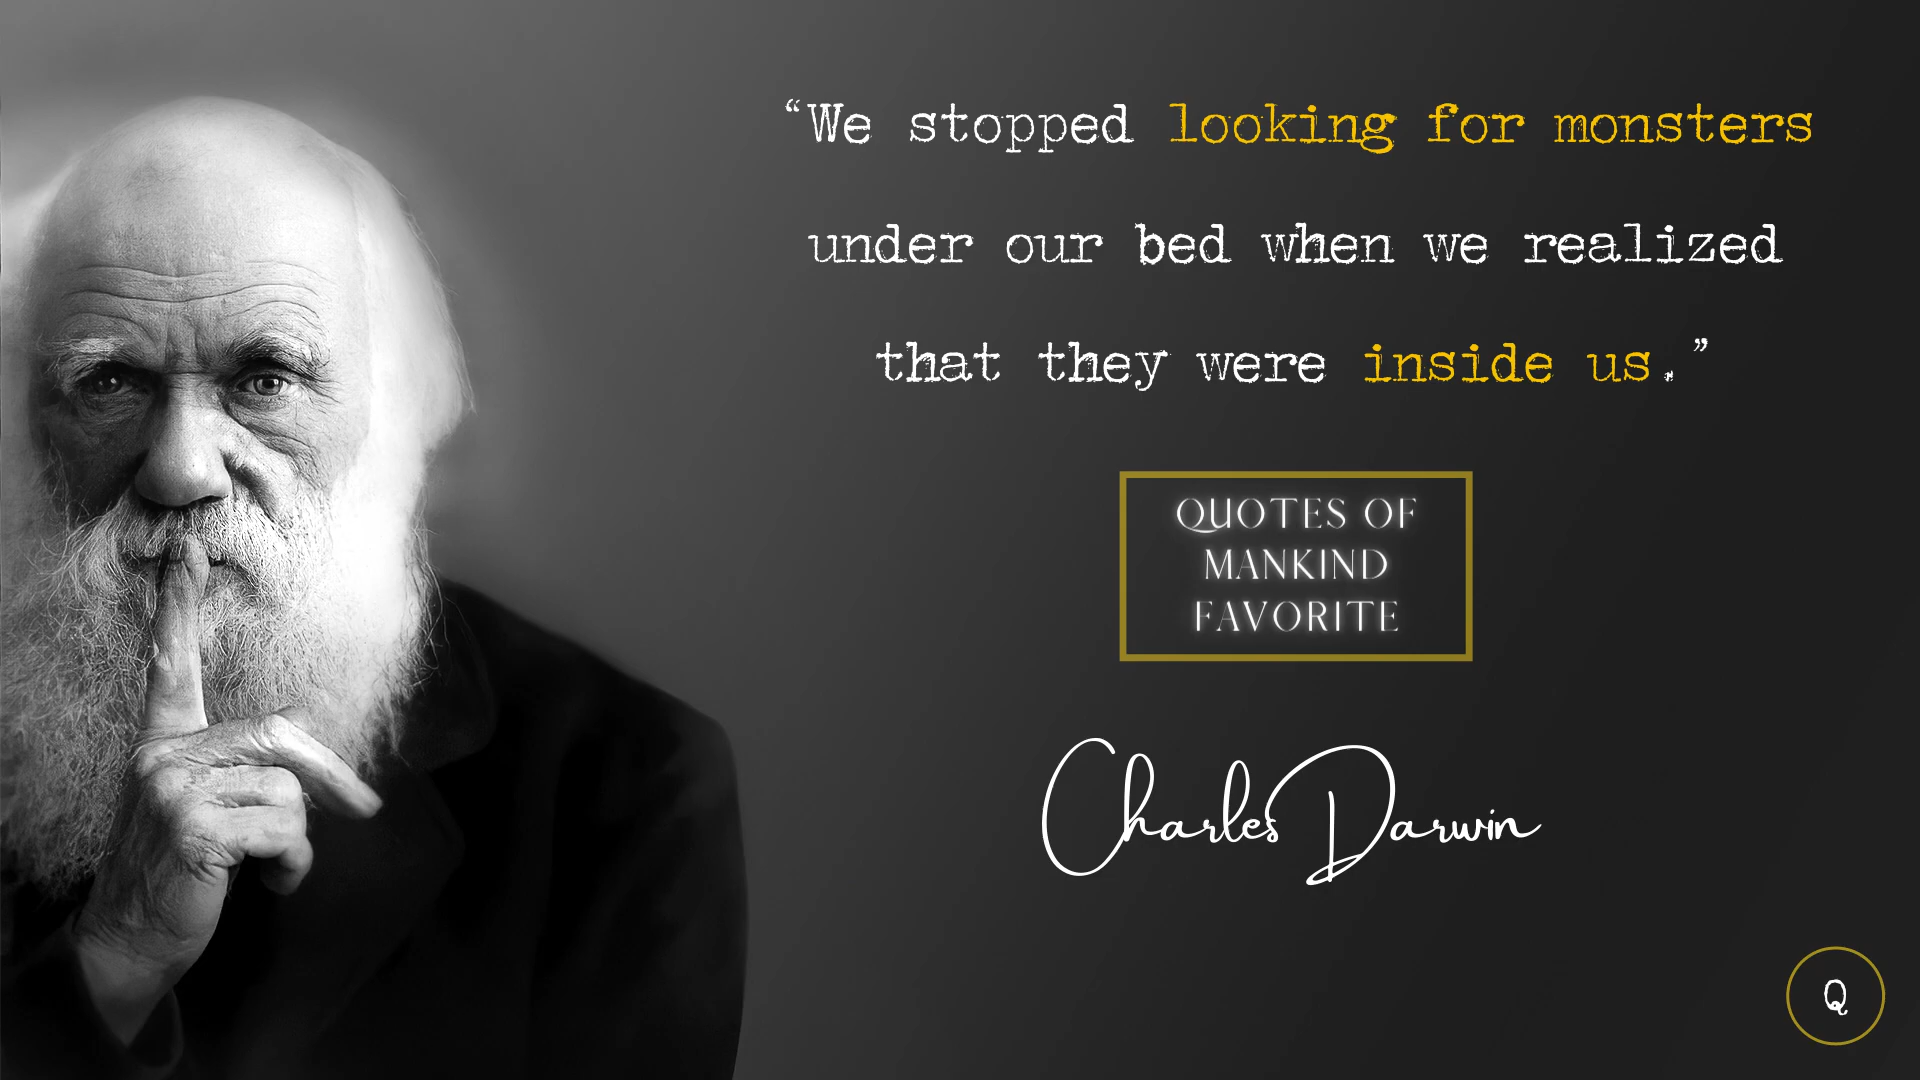 “We stopped looking for monsters
under our bed when we realized
that they were inside us.”
QUOTES OF
MANKIND
FAVORITE
Charles Darwin
Q